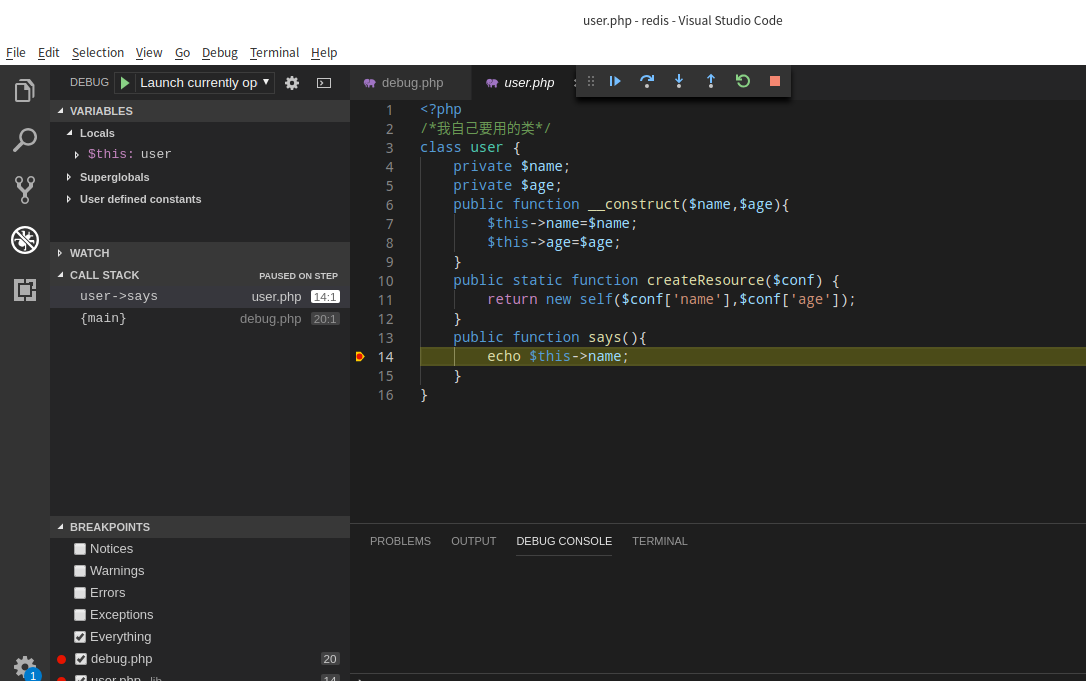 user.php - redis - Visual Studio Code
File Edit Selection View Go Debug Terminal Help
DEBUG Launch currently op
VARIABLES
Locals
$this: user
Superglobals
User defined constants
WATCH
CALL STACK PAUSED ON STEP
user->says user.php 14:1
{main} debug.php 20:1
BREAKPOINTS
Notices
Warnings
Errors
Exceptions
Everything
debug.php 20
user.php lib 14
1
debug.php user.php
1 <?php
2 /*我自己要用的类*/
3 class user {
4 private $name;
5 private $age;
6 public function __construct($name,$age){
7 $this->name=$name;
8 $this->age=$age;
9 }
10 public static function createResource($conf) {
11 return new self($conf['name'],$conf['age']);
12 }
13 public function says(){
14 echo $this->name;
15 }
16 }
PROBLEMS OUTPUT DEBUG CONSOLE TERMINAL